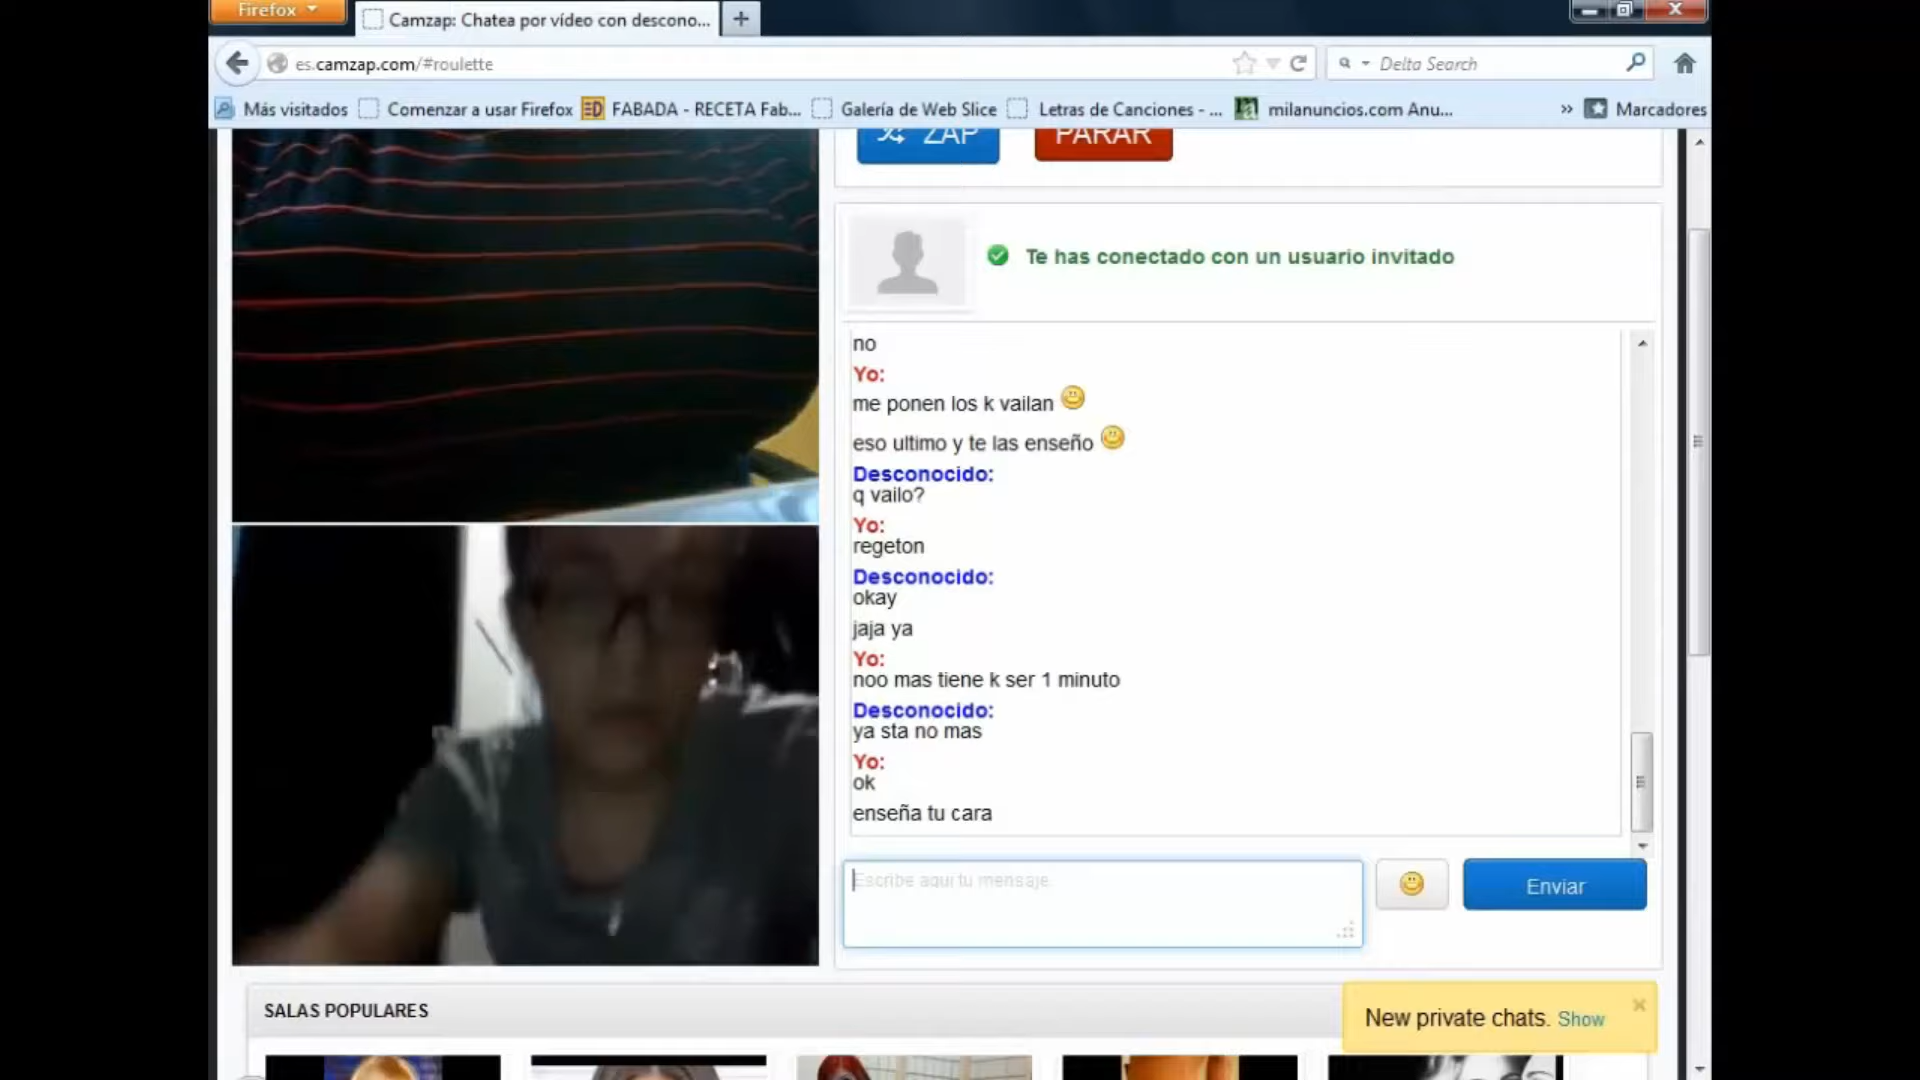 Firefox
Camzap: Chatea por vídeo con descono...
es.camzap.com/#roulette
Delta Search
Más visitados
Comenzar a usar Firefox
FABADA - RECETA Fab...
Galería de Web Slice
Letras de Canciones - ...
milanuncios.com Anu...
Marcadores
ZAP
PARAR
Te has conectado con un usuario invitado
no
Yo:
me ponen los k vailan
eso ultimo y te las enseño
Desconocido:
q vailo?
Yo:
regeton
Desconocido:
okay
jaja ya
Yo:
noo mas tiene k ser 1 minuto
Desconocido:
ya sta no mas
Yo:
ok
enseña tu cara
Escribe aqui tu mensaje
Enviar
SALAS POPULARES
New private chats. Show